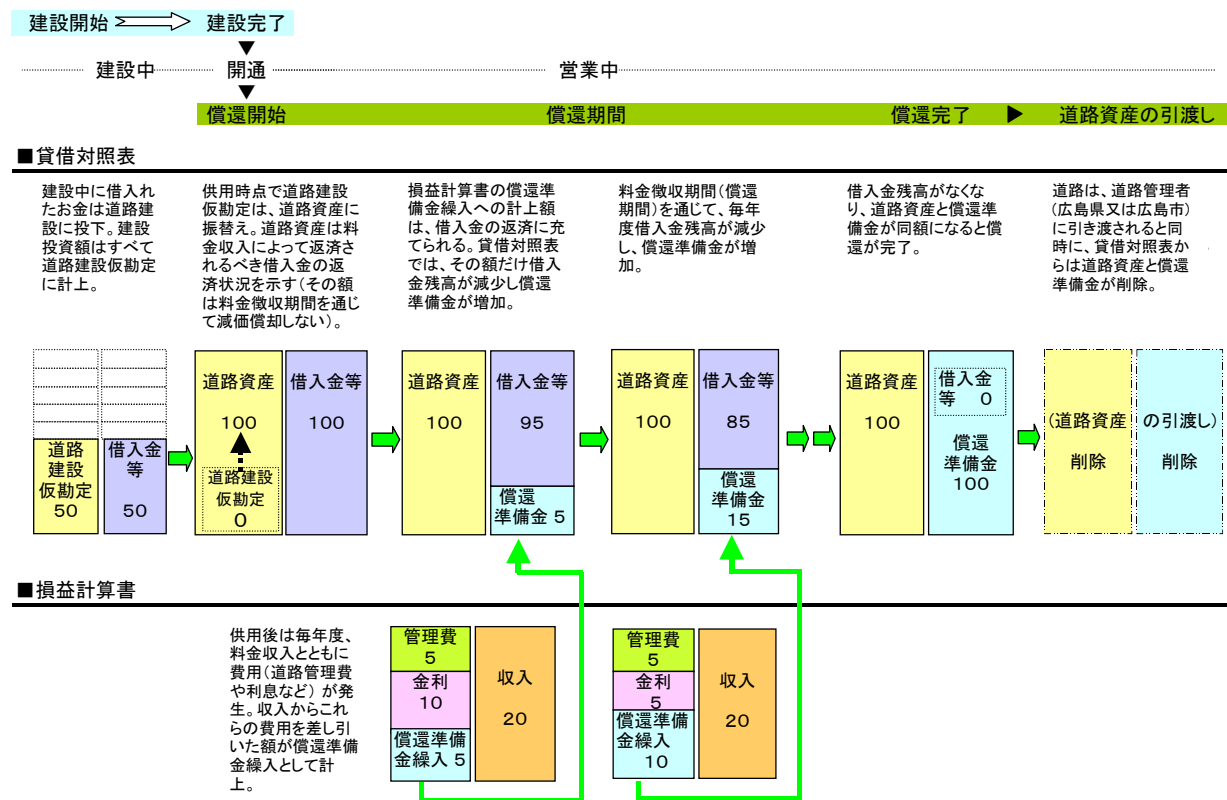 建設開始
建設完了
▼
建設中
開通
営業中
▼
償還開始
償還期間
償還完了
▶
道路資産の引渡し
■貸借対照表
建設中に借入れ
たお金は道路建
設に投下。建設
投資額はすべて
道路建設仮勘定
に計上。
供用時点で道路建設
仮勘定は、道路資産に
振替え。道路資産は料
金収入によって返済さ
れるべき借入金の返
済状況を示す(その額
は料金徴収期間を通じ
て減価償却しない)。
損益計算書の償還準
備金繰入への計上額
は、借入金の返済に充
てられる。貸借対照表
では、その額だけ借入
金残高が減少し償還
準備金が増加。
料金徴収期間(償還
期間)を通じて、毎年
度借入金残高が減少
し、償還準備金が増
加。
借入金残高がなくな
り、道路資産と償還準
備金が同額になると償
還が完了。
道路は、道路管理者
(広島県又は広島市)
に引き渡されると同
時に、貸借対照表か
らは道路資産と償還
準備金が削除。
道路
建設
仮勘定
50
借入金
等
50
道路資産
100
道路建設
仮勘定
0
借入金等
100
道路資産
100
借入金等
95
償還
準備金 5
道路資産
100
借入金等
85
償還
準備金
15
道路資産
100
借入金
等 0
償還
準備金
100
(道路資産
削除
の引渡し)
削除
■損益計算書
供用後は毎年度、
料金収入とともに
費用(道路管理費
や利息など)が発
生。収入からこれ
らの費用を差し引
いた額が償還準備
金繰入として計
上。
管理費
5
金利
10
償還準備
金繰入 5
収入
20
管理費
5
金利
5
償還準備
金繰入
10
収入
20